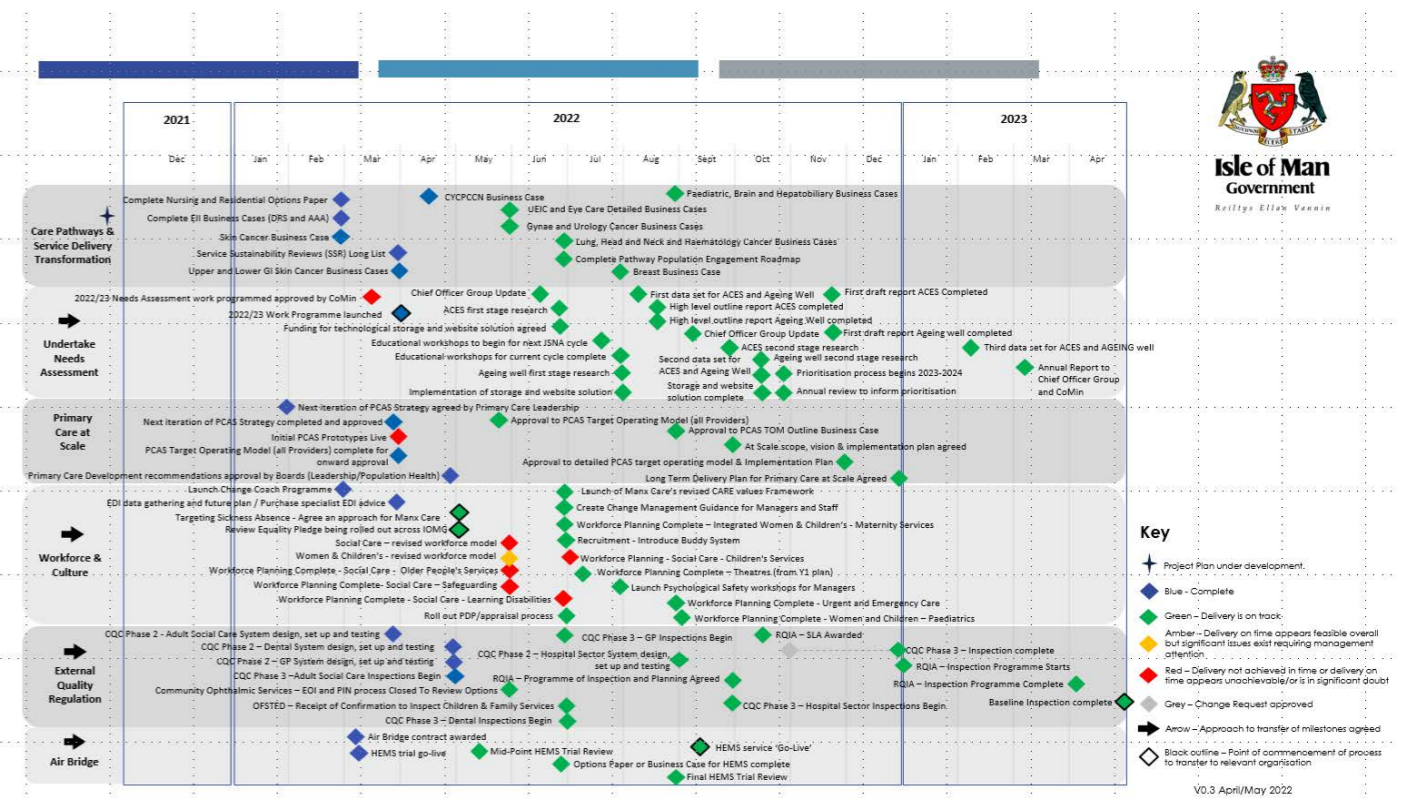 2021
2022
2023
Dec
Jan
Feb
Mar
Apr
May
Jun
Jul
Aug
Sept
Oct
Nov
Dec
Jan
Feb
Mar
Apr
Isle of Man
Government
Reiltys Ellan Vannin
Care Pathways &
Service Delivery
Transformation
Complete Nursing and Residential Options Paper
Complete EII Business Cases (DRS and AAA)
Skin Cancer Business Case
Service Sustainability Reviews (SSR) Long List
Upper and Lower GI Skin Cancer Business Cases
CYCPCCN Business Case
UEIC and Eye Care Detailed Business Cases
Gynae and Urology Cancer Business Cases
Lung, Head and Neck and Haematology Cancer Business Cases
Complete Pathway Population Engagement Roadmap
Breast Business Case
Paediatric, Brain and Hepatobiliary Business Cases
Undertake
Needs
Assessment
2022/23 Needs Assessment work programmed approved by CoMin
2022/23 Work Programme launched
Chief Officer Group Update
ACES first stage research
Funding for technological storage and website solution agreed
Educational workshops to begin for next JSNA cycle
Educational workshops for current cycle complete
Ageing well first stage research
Implementation of storage and website solution
First data set for ACES and Ageing Well
High level outline report ACES completed
High level outline report Ageing Well completed
Chief Officer Group Update
ACES second stage research
Second data set for
ACES and Ageing Well
Storage and website
solution complete
First draft report ACES Completed
First draft report Ageing well completed
Ageing well second stage research
Prioritisation process begins 2023-2024
Annual review to inform prioritisation
Third data set for ACES and AGEING well
Annual Report to
Chief Officer Group
and CoMin
Primary
Care at
Scale
Next iteration of PCAS Strategy agreed by Primary Care Leadership
Next iteration of PCAS Strategy completed and approved
Initial PCAS Prototypes Live
PCAS Target Operating Model (all Providers) complete for
onward approval
Primary Care Development recommendations approval by Boards (Leadership/Population Health)
Approval to PCAS Target Operating Model (all Providers)
Approval to PCAS TOM Outline Business Case
At Scale scope, vision & implementation plan agreed
Approval to detailed PCAS target operating model & Implementation Plan
Long Term Delivery Plan for Primary Care at Scale Agreed
Workforce &
Culture
Launch Change Coach Programme
EDI data gathering and future plan / Purchase specialist EDI advice
Targeting Sickness Absence - Agree an approach for Manx Care
Review Equality Pledge being rolled out across IOMG
Social Care – revised workforce model
Women & Children's - revised workforce model
Workforce Planning Complete - Social Care - Older People's Services
Workforce Planning Complete- Social Care – Safeguarding
Workforce Planning Complete - Social Care - Learning Disabilities
Roll out PDP/appraisal process
Launch of Manx Care's revised CARE values Framework
Create Change Management Guidance for Managers and Staff
Workforce Planning Complete – Integrated Women & Children's - Maternity Services
Recruitment - Introduce Buddy System
Workforce Planning - Social Care - Children's Services
Workforce Planning Complete – Theatres (from Y1 plan)
Launch Psychological Safety workshops for Managers
Workforce Planning Complete - Urgent and Emergency Care
Workforce Planning Complete - Women and Children – Paediatrics
External
Quality
Regulation
CQC Phase 2 - Adult Social Care System design, set up and testing
CQC Phase 2 – Dental System design, set up and testing
CQC Phase 2 – GP System design, set up and testing
CQC Phase 3 –Adult Social Care Inspections Begin
Community Ophthalmic Services – EOI and PIN process Closed To Review Options
OFSTED – Receipt of Confirmation to Inspect Children & Family Services
CQC Phase 3 – Dental Inspections Begin
CQC Phase 3 – GP Inspections Begin
CQC Phase 2 – Hospital Sector System design,
set up and testing
RQIA – Programme of Inspection and Planning Agreed
CQC Phase 3 – Hospital Sector Inspections Begin
RQIA – SLA Awarded
CQC Phase 3 – Inspection complete
RQIA – Inspection Programme Starts
RQIA – Inspection Programme Complete
Baseline Inspection complete
Air Bridge
Air Bridge contract awarded
HEMS trial go-live
Mid-Point HEMS Trial Review
Options Paper or Business Case for HEMS complete
HEMS service 'Go-Live'
Final HEMS Trial Review
Key
Project Plan under development.
Blue - Complete
Green – Delivery is on track
Amber – Delivery on time appears feasible overall
but significant issues exist requiring management
attention
Red – Delivery not achieved in time or delivery on
time appears unachievable/or is in significant doubt
Grey – Change Request approved
Arrow – Approach to transfer of milestones agreed
Black outline – Point of commencement of process
to transfer to relevant organisation
V0.3 April/May 2022